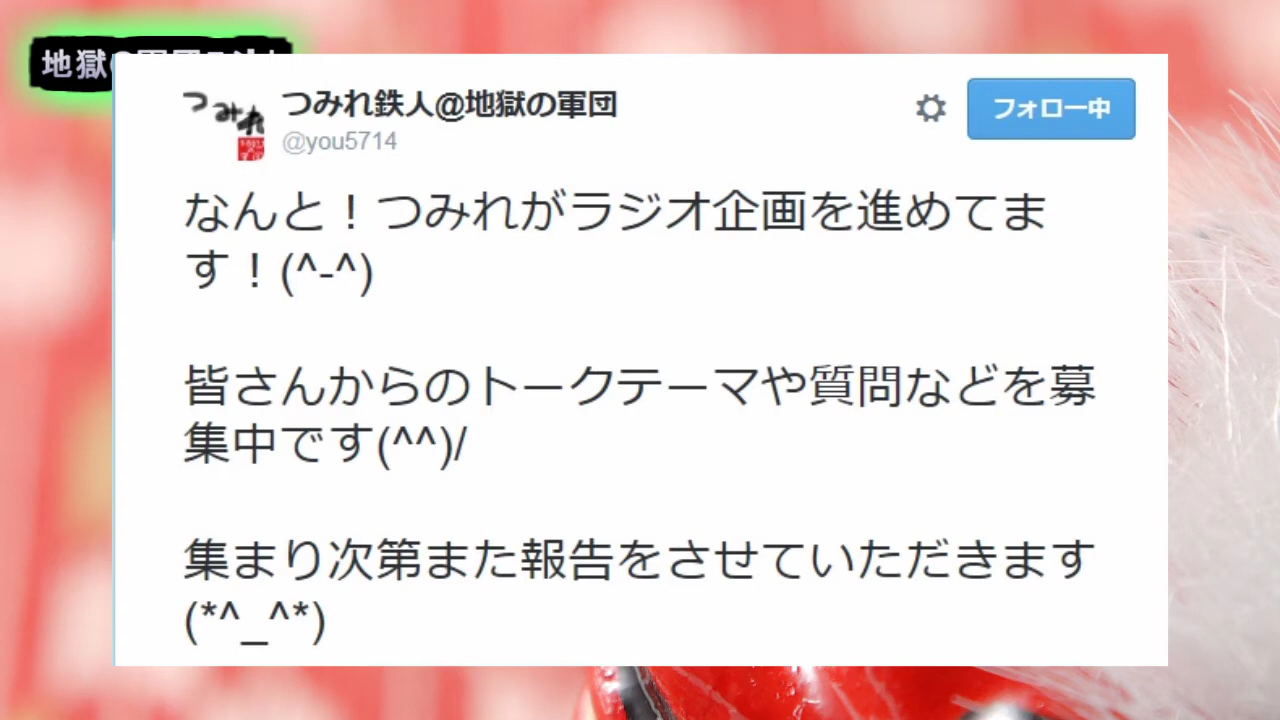 地獄
つみれ
つみれ鉄人@地獄の軍団
@you5714
フォロー中
なんと！つみれがラジオ企画を進めてま
す！(^-^)
皆さんからのトークテーマや質問などを募
集中です(^^)/
集まり次第また報告をさせていただきます
(*^_^*)